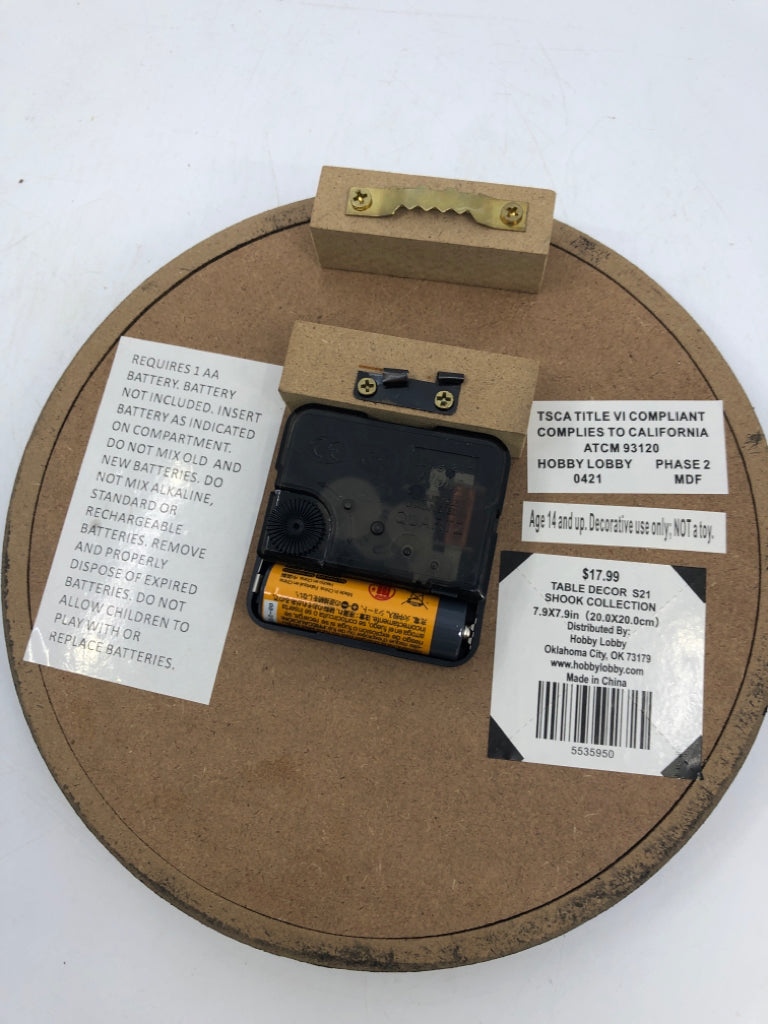 REQUIRES 1 AA
BATTERY. BATTERY
NOT INCLUDED. INSERT
BATTERY AS INDICATED
ON COMPARTMENT.
DO NOT MIX OLD AND
NEW BATTERIES. DO
NOT MIX ALKALINE,
STANDARD OR
RECHARGEABLE
BATTERIES. REMOVE
AND PROPERLY
DISPOSE OF EXPIRED
BATTERIES. DO NOT
ALLOW CHILDREN TO
PLAY WITH OR
REPLACE BATTERIES.
TSCA TITLE VI COMPLIANT
COMPLIES TO CALIFORNIA
ATCM 93120
HOBBY LOBBY PHASE 2
0421 MDF
Age 14 and up. Decorative use only; NOT a toy.
$17.99
TABLE DECOR S21
SHOOK COLLECTION
7.9X7.9in (20.0X20.0cm)
Distributed By:
Hobby Lobby
Oklahoma City, OK 73179
www.hobbylobby.com
Made in China
5535950